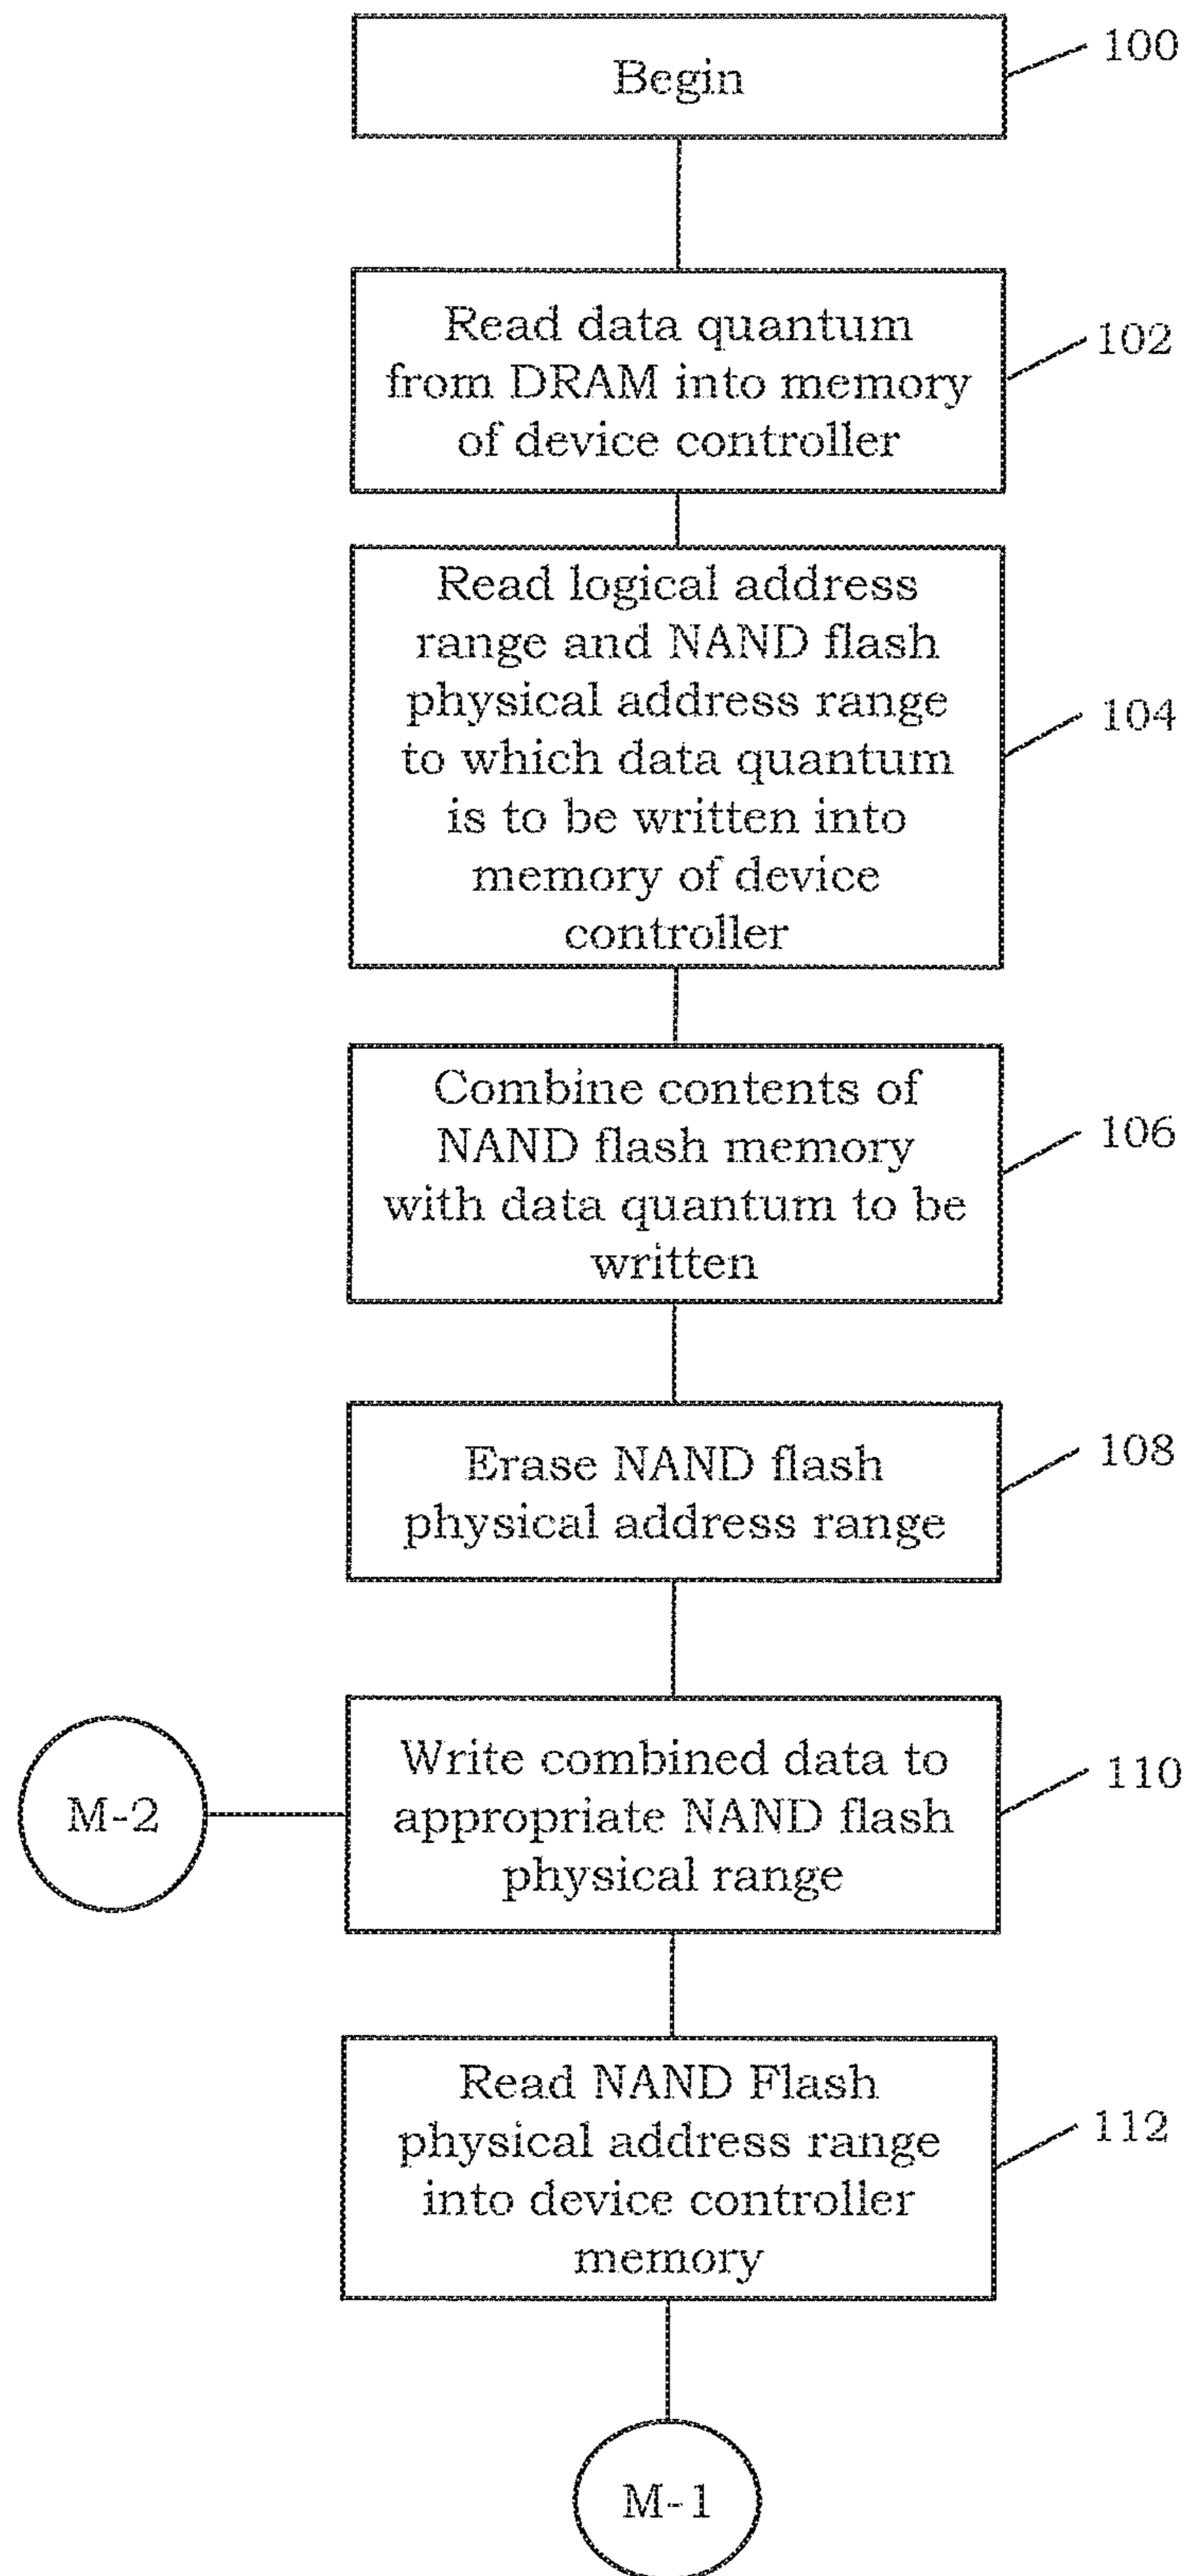 Begin
100
Read data quantum
from DRAM into memory
of device controller
102
Read logical address
range and NAND flash
physical address range
to which data quantum
is to be written into
memory of device
controller
104
Combine contents of
NAND flash memory
with data quantum to be
written
106
Erase NAND flash
physical address range
108
M-2
Write combined data to
appropriate NAND flash
physical range
110
Read NAND Flash
physical address range
into device controller
memory
112
M-1